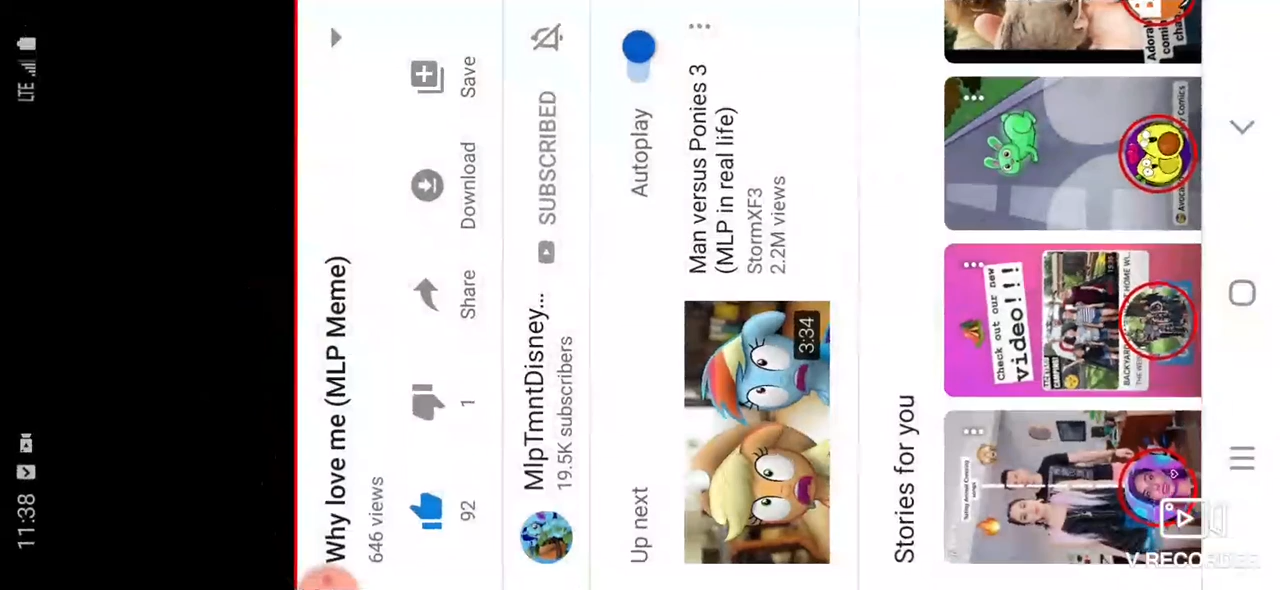 11:38
LTE
Why love me (MLP Meme)
646 views
92
1
Share
Download
Save
MlpTmntDisney...
19.5K subscribers
SUBSCRIBED
Up next
Autoplay
3:34
Man versus Ponies 3
(MLP in real life)
StormXF3
2.2M views
Stories for you
Check out our new
video!!!
V RECORDER